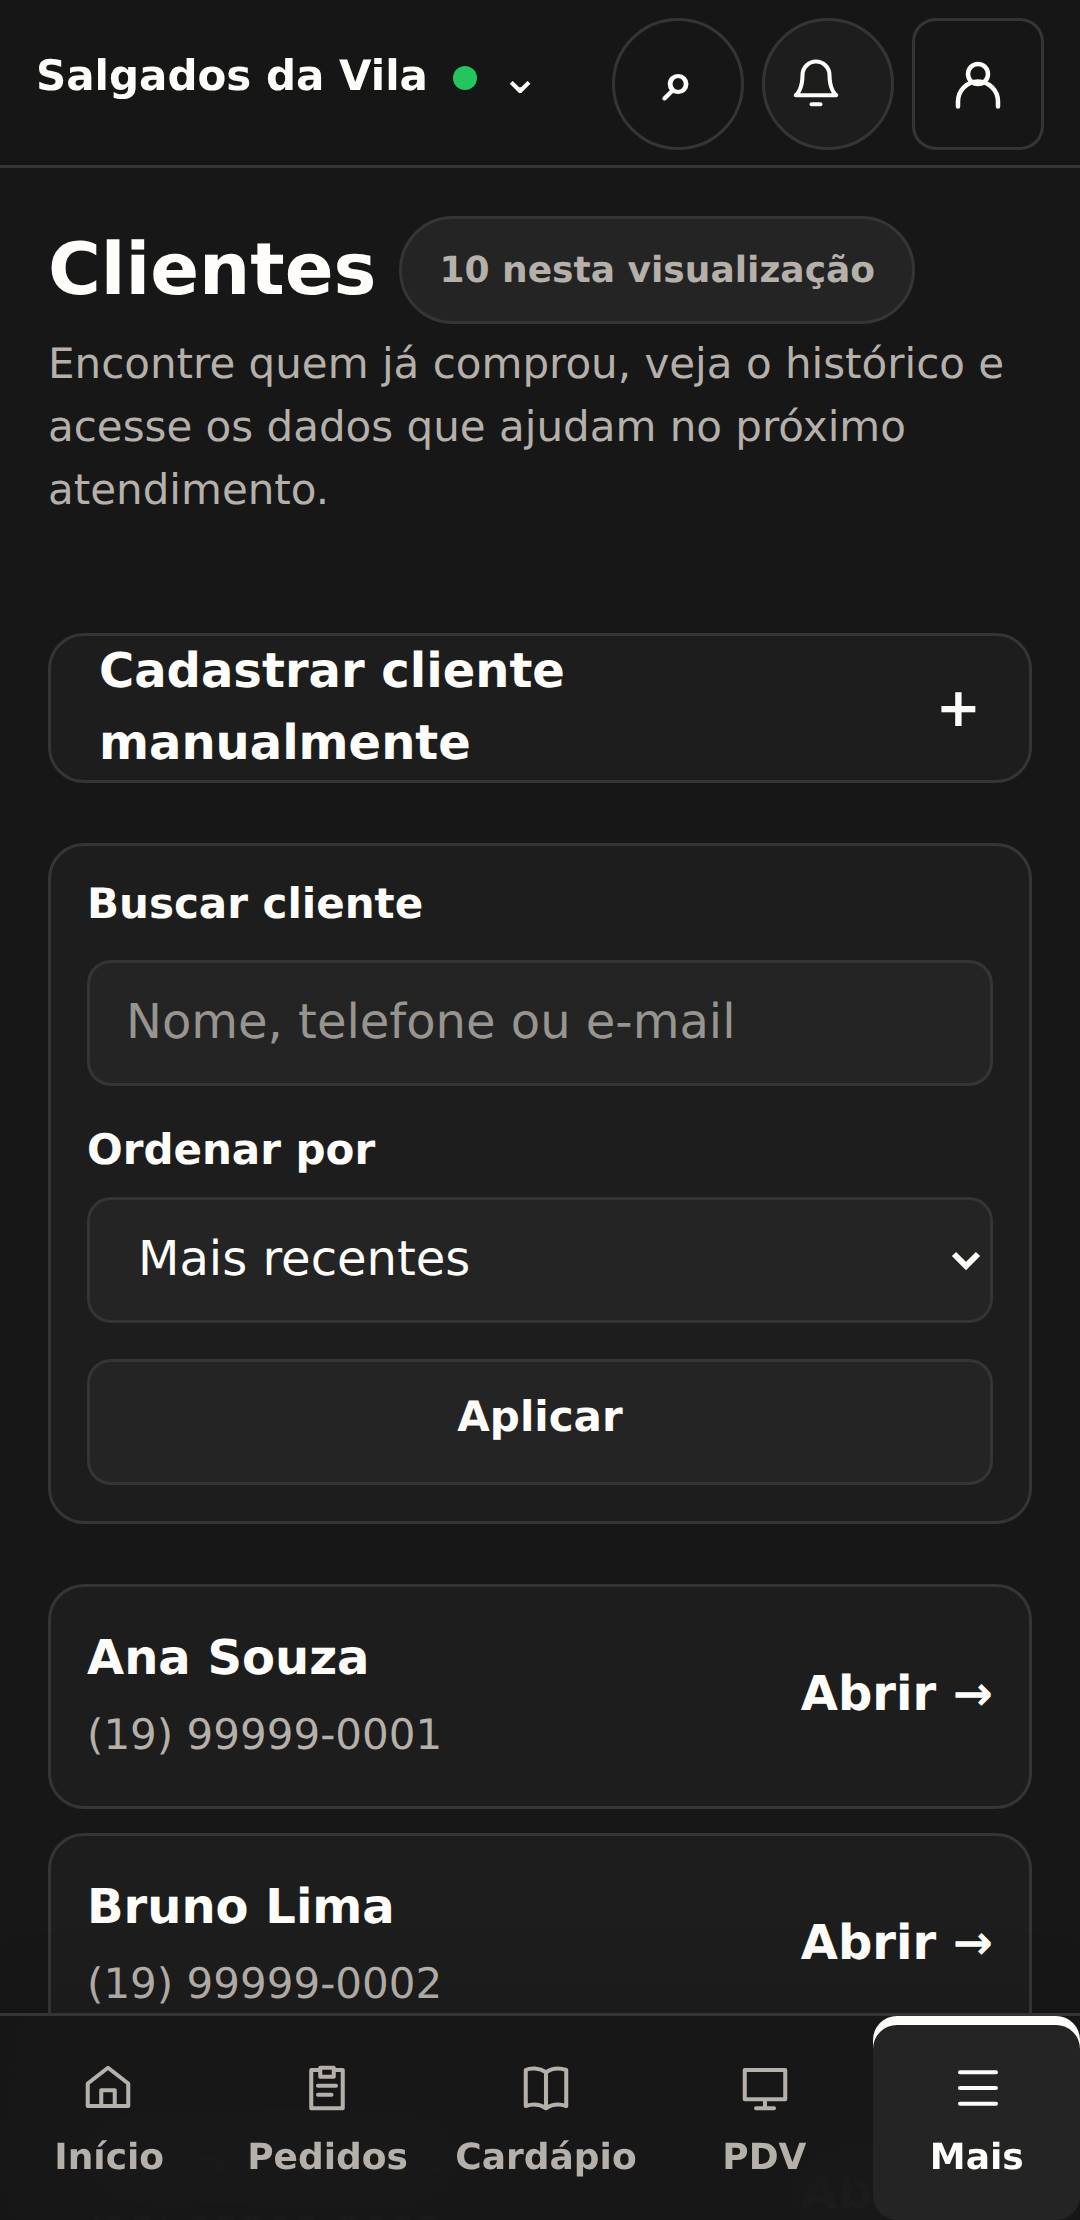 Salgados da Vila
Clientes
10 nesta visualização
Encontre quem já comprou, veja o histórico e
acesse os dados que ajudam no próximo
atendimento.
Cadastrar cliente
manualmente
+
Buscar cliente
Nome, telefone ou e-mail
Ordenar por
Mais recentes
Aplicar
Ana Souza
(19) 99999-0001
Abrir →
Bruno Lima
(19) 99999-0002
Abrir →
Início
Pedidos
Cardápio
PDV
Mais